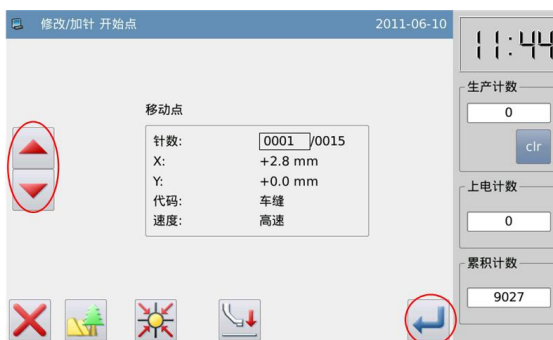 修改/加针 开始点 2011-06-10
11:44
移动点
针数: 0001 /0015
X: +2.8 mm
Y: +0.0 mm
代码: 车缝
速度: 高速
生产计数
0
clr
上电计数
0
累积计数
9027